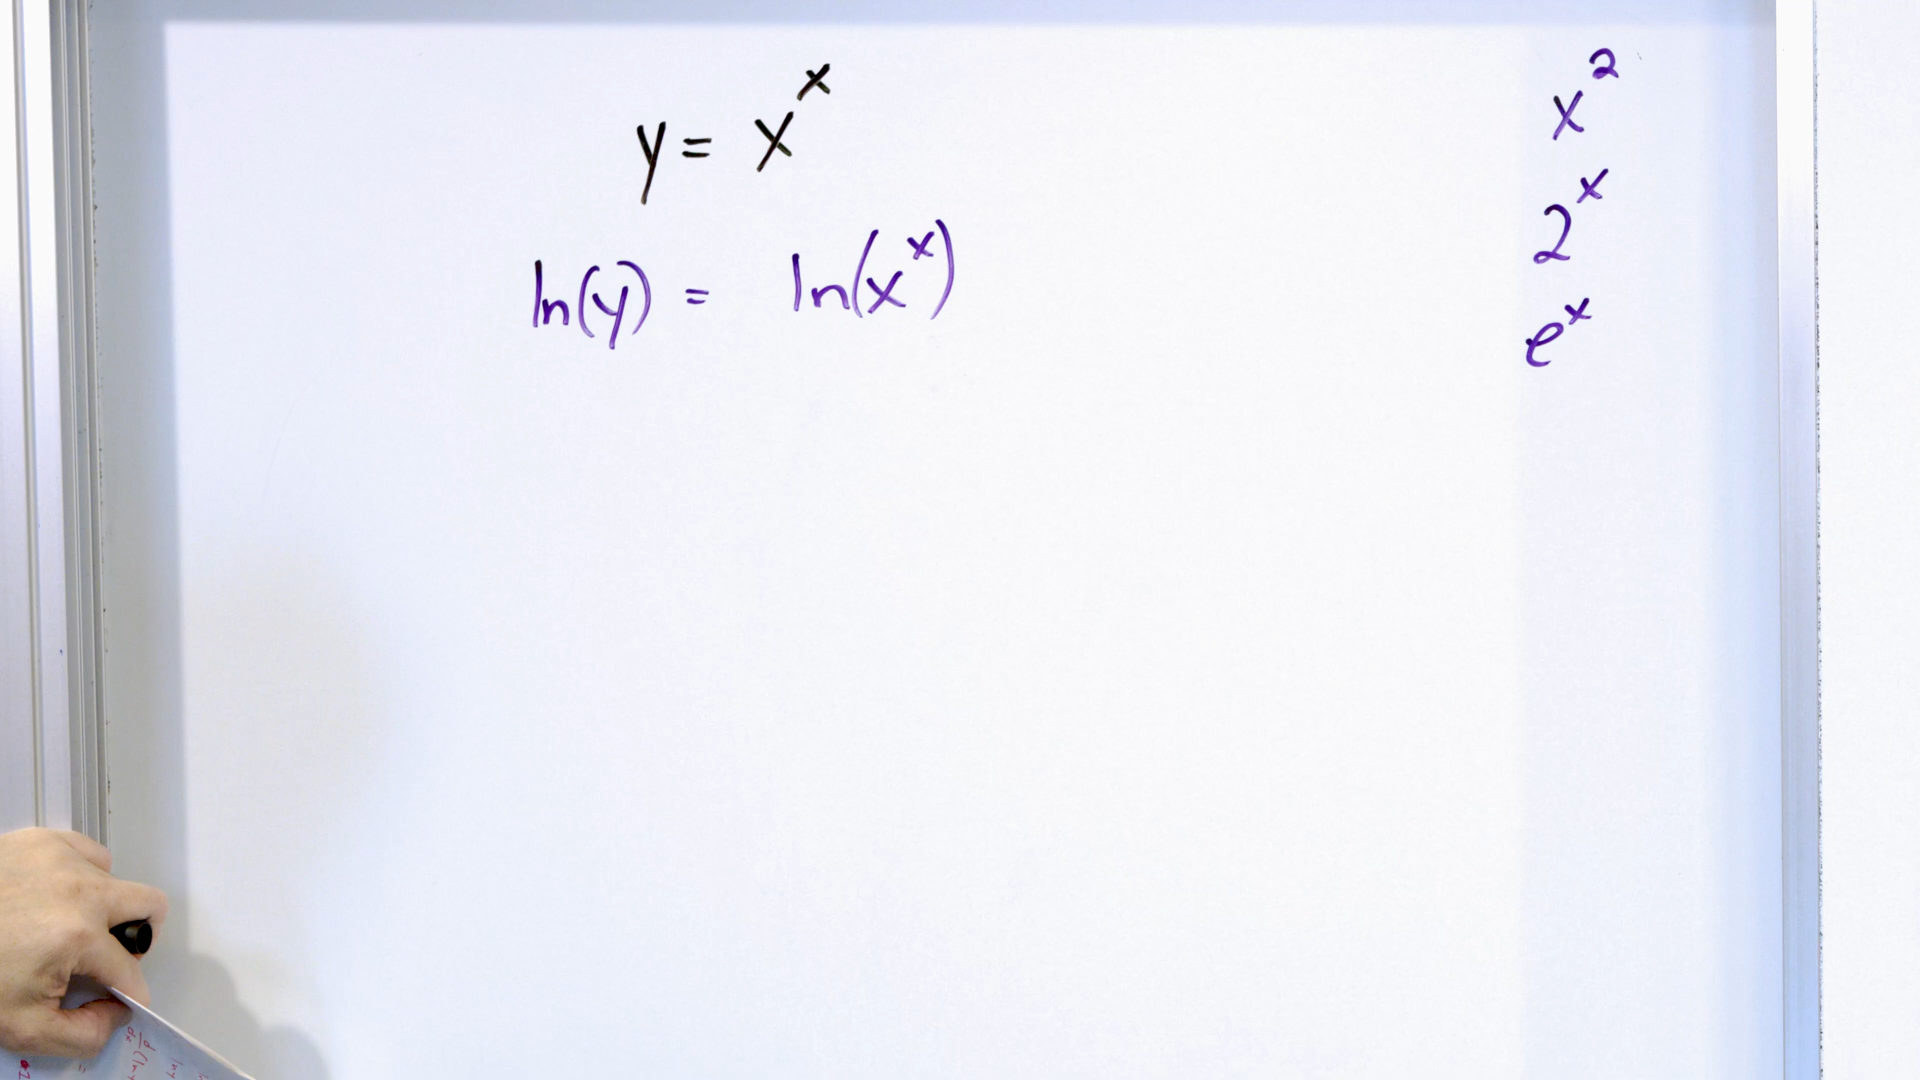 y = x^x
ln(y) = ln(x^x)
x^2
2^x
e^x